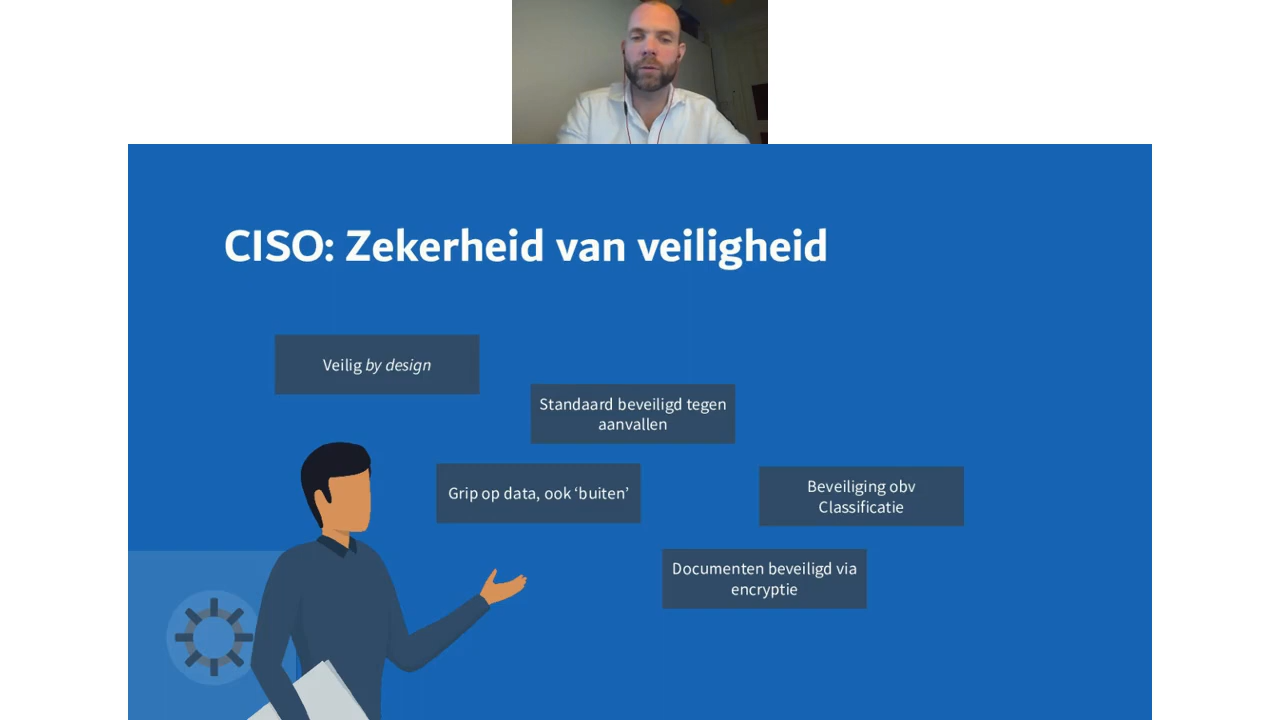 CISO: Zekerheid van veiligheid
Veilig by design
Standaard beveiligd tegen
aanvallen
Grip op data, ook ‘buiten’
Beveiliging obv
Classificatie
Documenten beveiligd via
encryptie